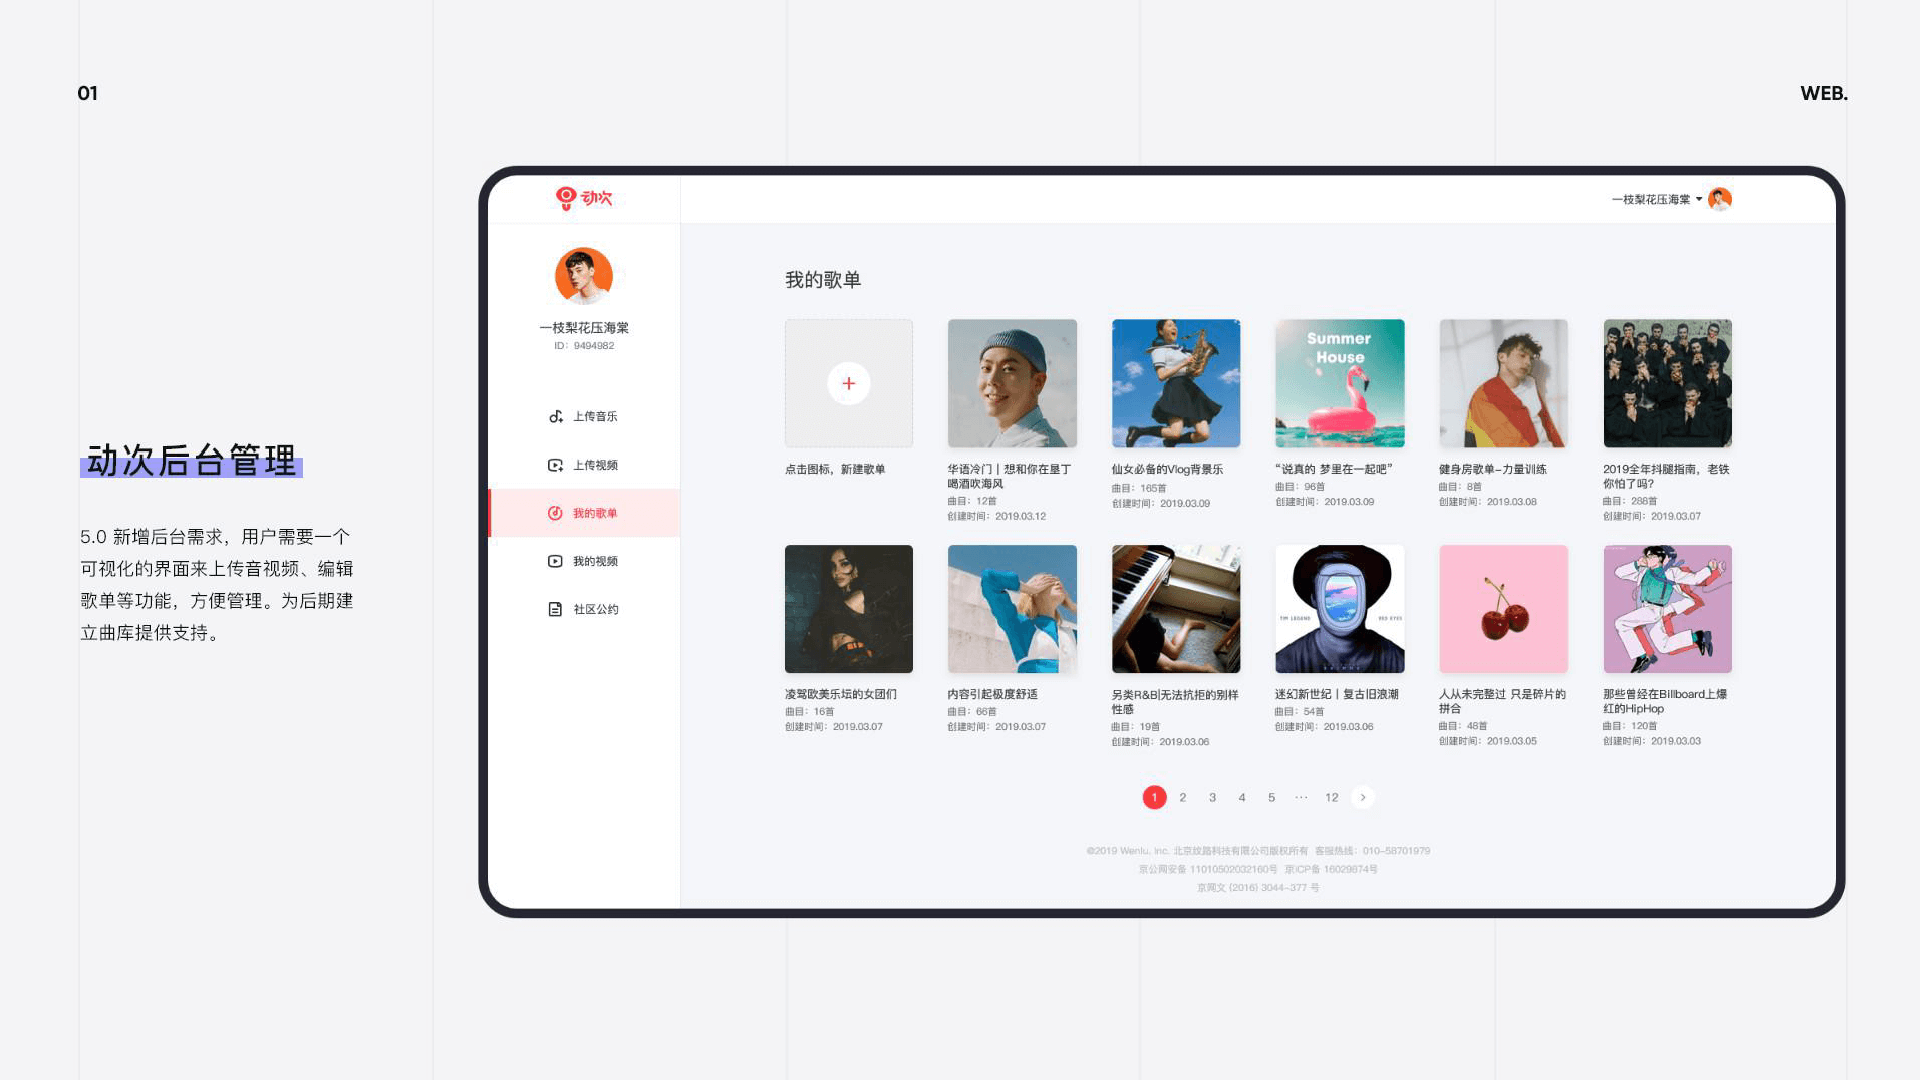 01
WEB.
动次
一枝梨花压海棠
一枝梨花压海棠
ID：9494982
上传音乐
上传视频
我的歌单
我的视频
社区公约
动次后台管理
5.0 新增后台需求，用户需要一个
可视化的界面来上传音视频、编辑
歌单等功能，方便管理。为后期建
立曲库提供支持。
我的歌单
点击图标，新建歌单
华语冷门丨想和你在垦丁
喝酒吹海风
曲目：12首
创建时间：2019.03.12
仙女必备的Vlog背景乐
曲目：165首
创建时间：2019.03.09
Summer
House
“说真的 梦里在一起吧”
曲目：96首
创建时间：2019.03.09
健身房歌单-力量训练
曲目：8首
创建时间：2019.03.08
2019全年抖腿指南，老铁
你怕了吗？
曲目：288首
创建时间：2019.03.07
凌驾欧美乐坛的女团们
曲目：16首
创建时间：2019.03.07
内容引起极度舒适
曲目：66首
创建时间：2019.03.07
另类R&B|无法抗拒的别样
性感
曲目：19首
创建时间：2019.03.06
RED EYES
迷幻新世纪丨复古旧浪潮
曲目：54首
创建时间：2019.03.06
人从未完整过 只是碎片的
拼合
曲目：48首
创建时间：2019.03.05
那些曾经在Billboard上爆
红的HipHop
曲目：120首
创建时间：2019.03.03
1 2 3 4 5 ··· 12 >
©2019 Wenlu. Inc. 北京纹路科技有限公司版权所有 客服热线：010-58701979
京公网安备 11010502032160号 京ICP备 16029874号
京网文 (2016) 3044-377 号